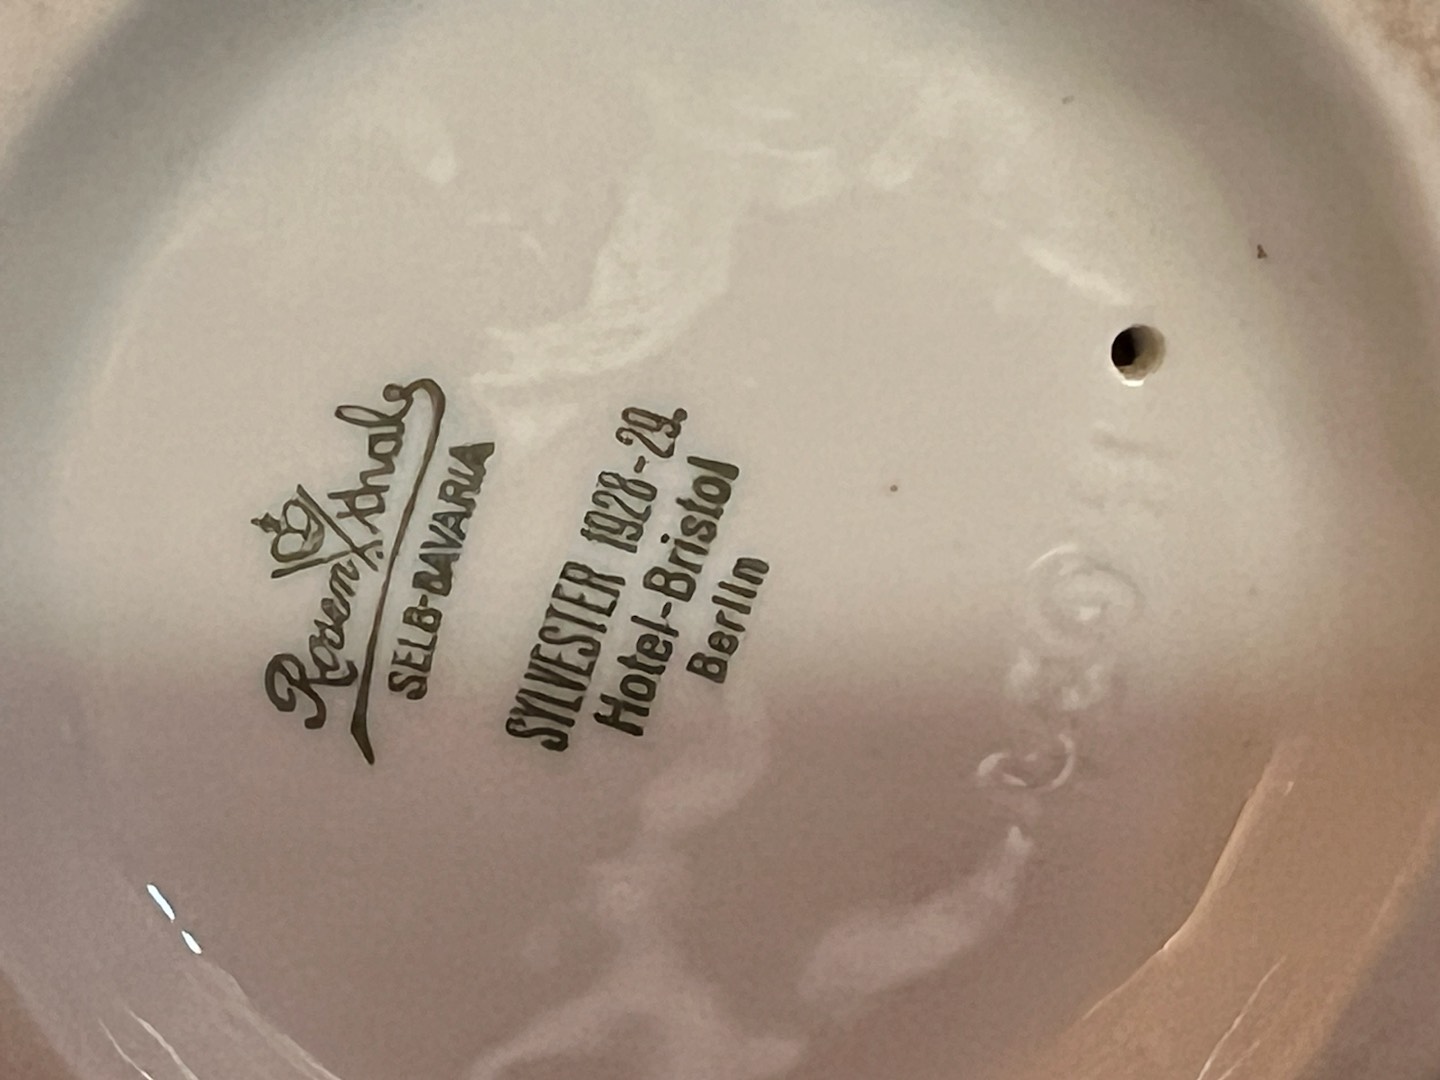 Rosenthal
SELB-BAVARIA
SYLVESTER 1928-29.
Hotel-Bristol
Berlin